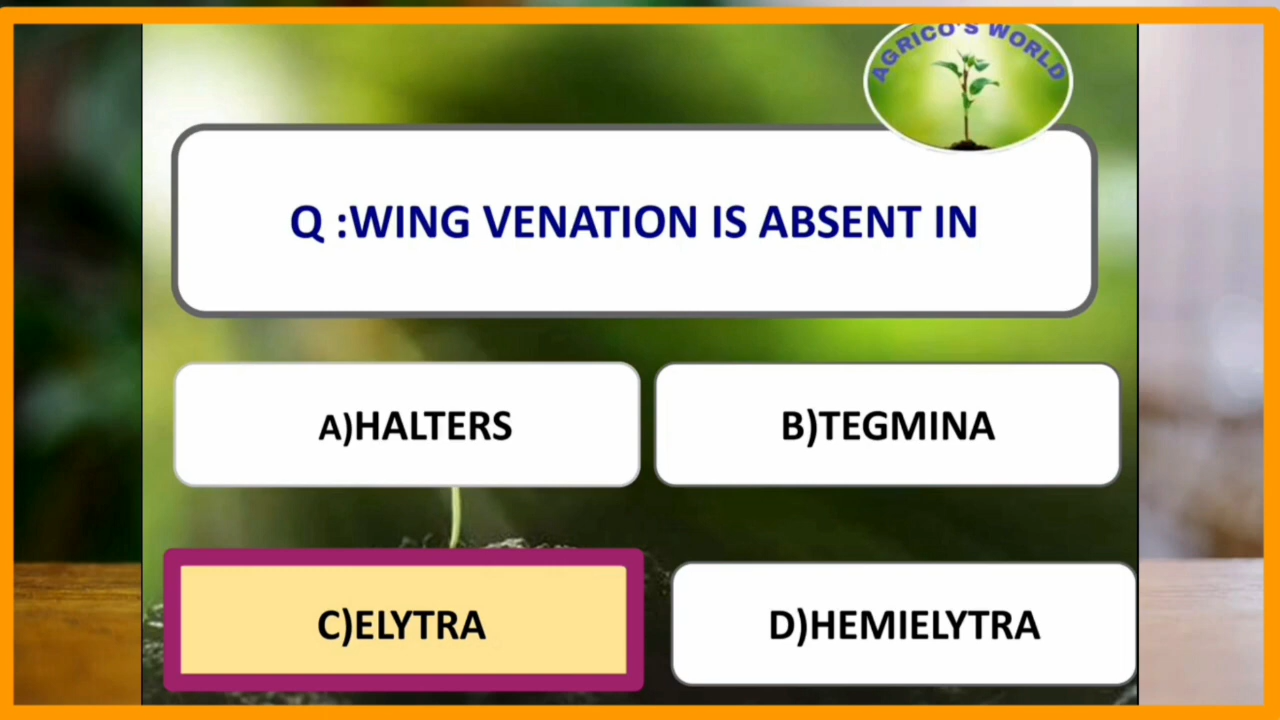 AGRICO'S WORLD
Q :WING VENATION IS ABSENT IN
A)HALTERS
B)TEGMINA
C)ELYTRA
D)HEMIELYTRA